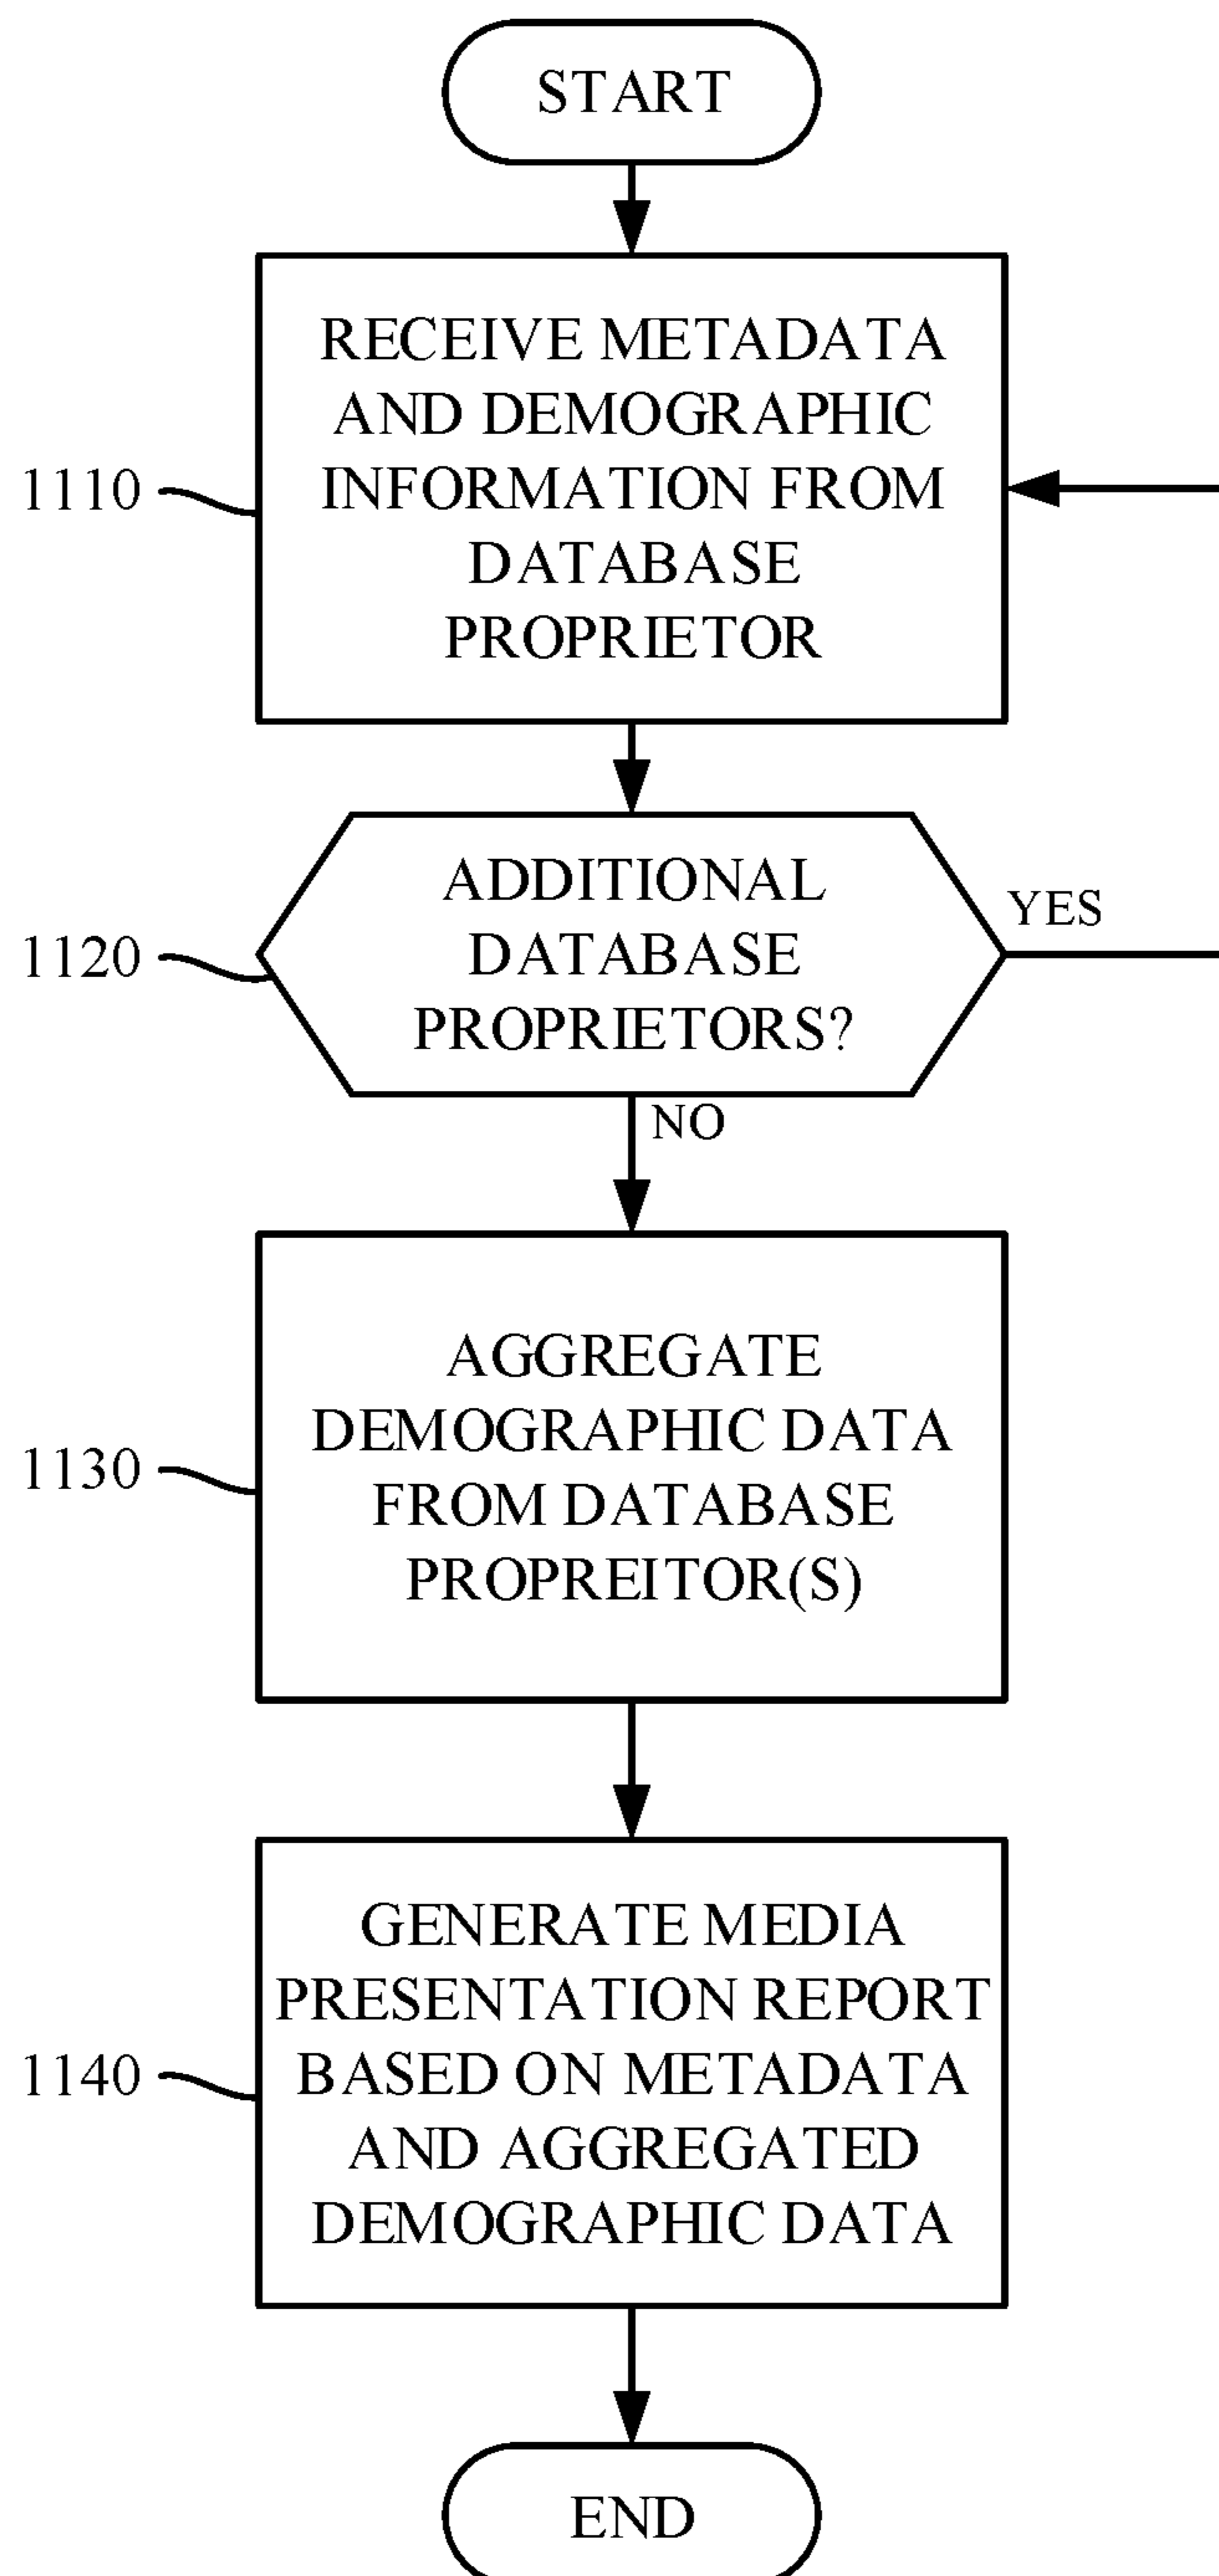 START
RECEIVE METADATA
AND DEMOGRAPHIC
INFORMATION FROM
DATABASE
PROPRIETOR
1110
ADDITIONAL
DATABASE
PROPRIETORS?
YES
1120
NO
AGGREGATE
DEMOGRAPHIC DATA
FROM DATABASE
PROPREITOR(S)
1130
GENERATE MEDIA
PRESENTATION REPORT
BASED ON METADATA
AND AGGREGATED
DEMOGRAPHIC DATA
1140
END